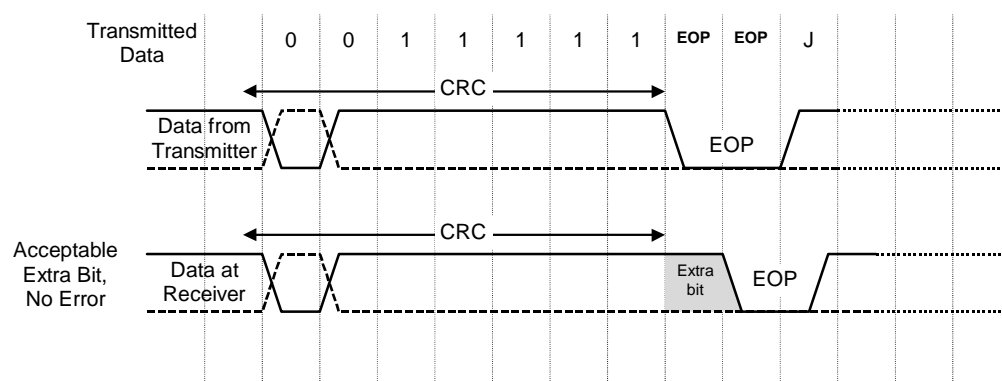 Transmitted
Data
0 0 1 1 1 1 1 EOP EOP J
CRC
Data from
Transmitter
EOP
CRC
Acceptable
Extra Bit,
No Error
Data at
Receiver
Extra
bit
EOP